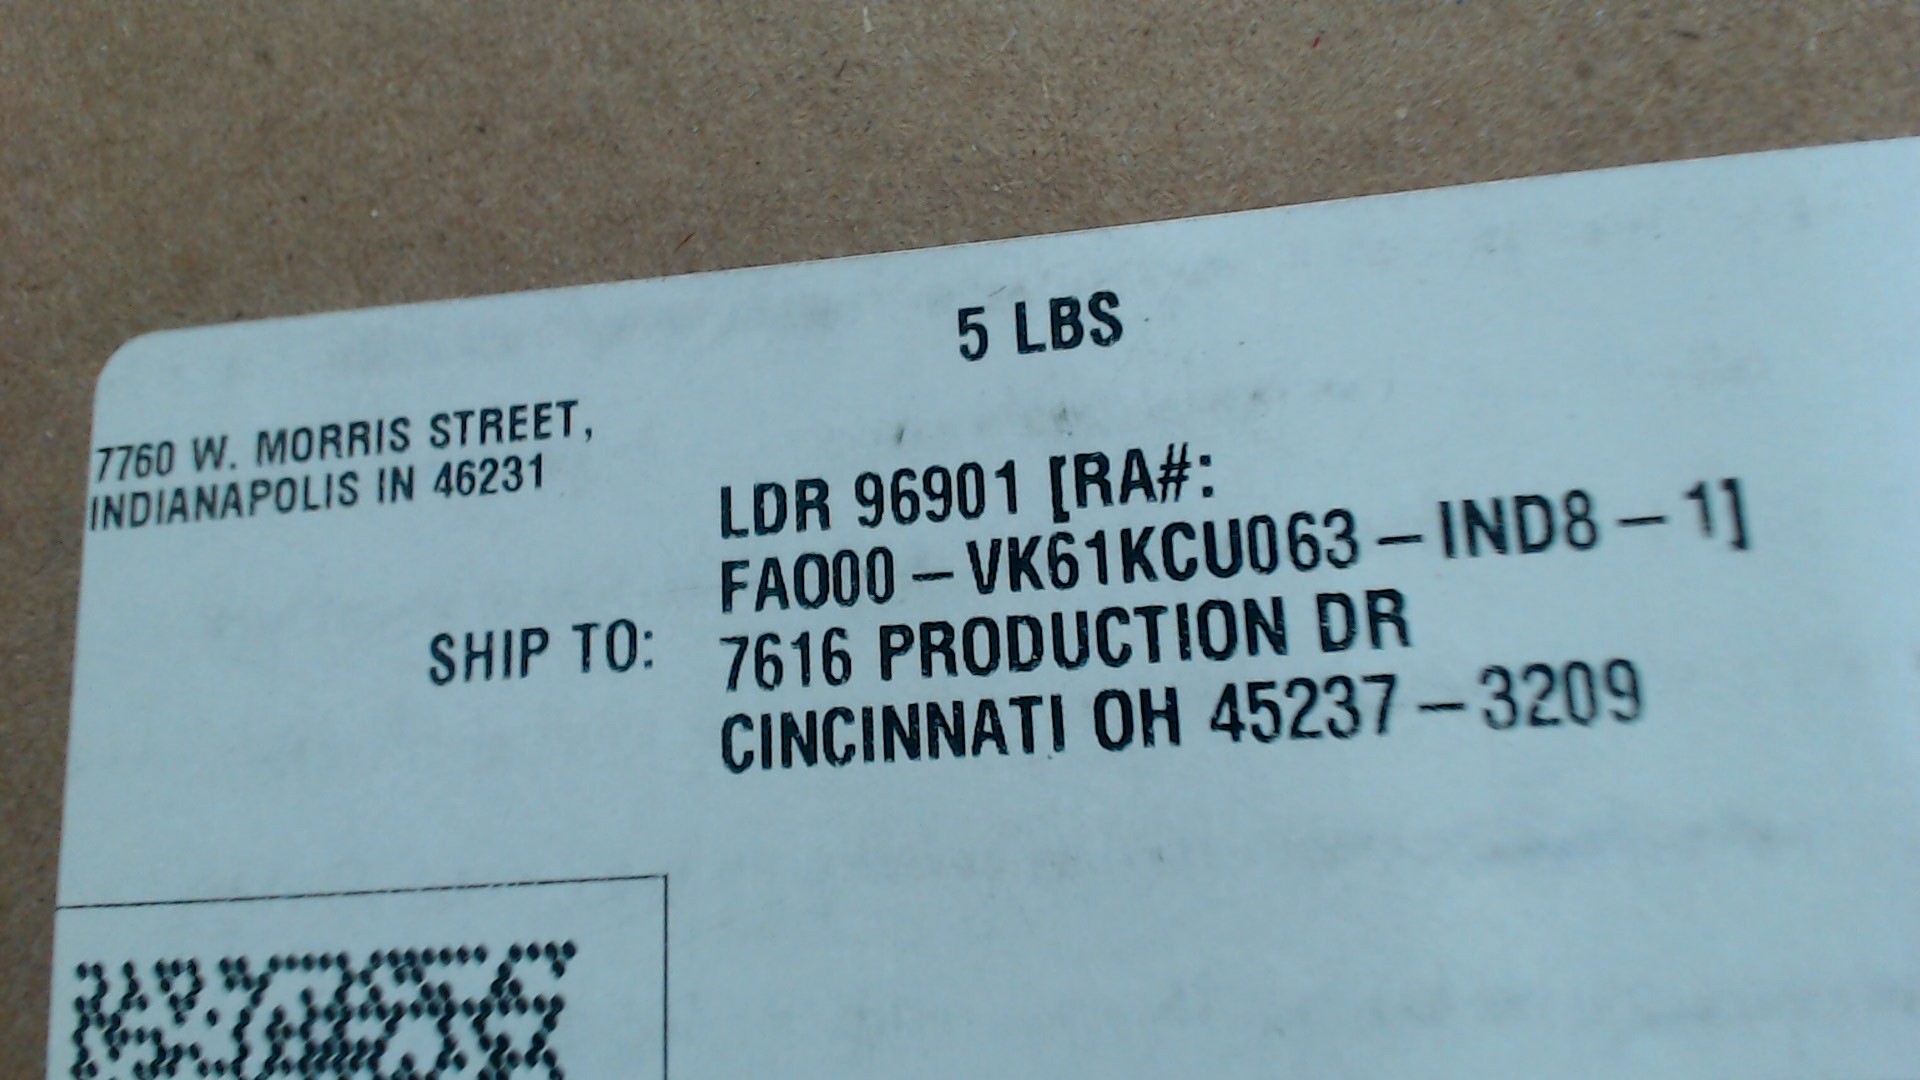 5 LBS
7760 W. MORRIS STREET,
INDIANAPOLIS IN 46231
LDR 96901 [RA#:
FAO00-VK61KCU063-IND8-1]
SHIP TO: 7616 PRODUCTION DR
CINCINNATI OH 45237-3209